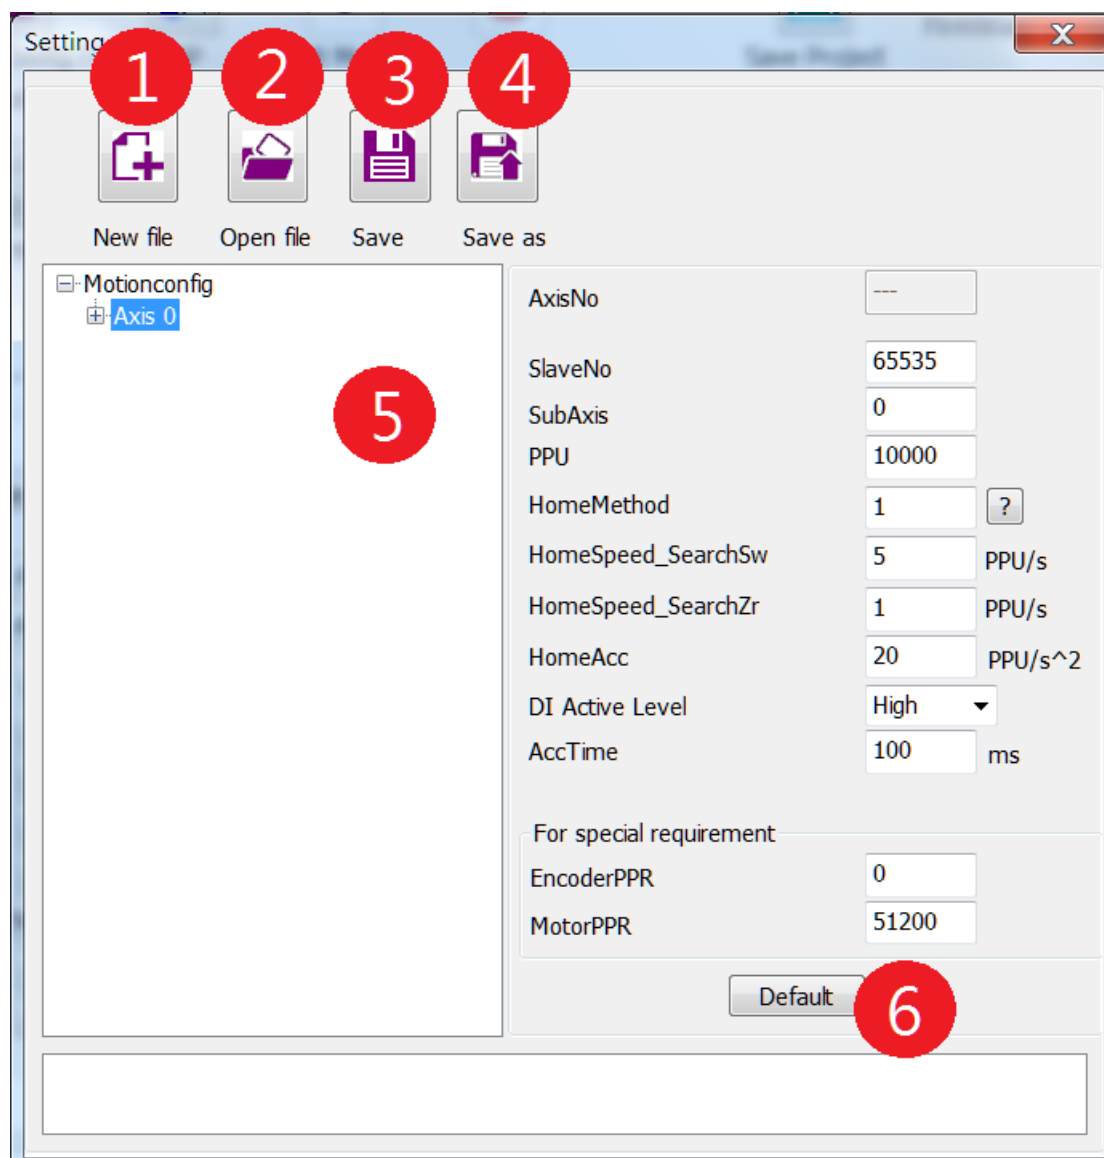 Setting
1 2 3 4
New file Open file Save Save as
Motionconfig
Axis 0
5
AxisNo ---
SlaveNo 65535
SubAxis 0
PPU 10000
HomeMethod 1 ?
HomeSpeed_SearchSw 5 PPU/s
HomeSpeed_SearchZr 1 PPU/s
HomeAcc 20 PPU/s^2
DI Active Level High
AccTime 100 ms
For special requirement
EncoderPPR 0
MotorPPR 51200
Default
6